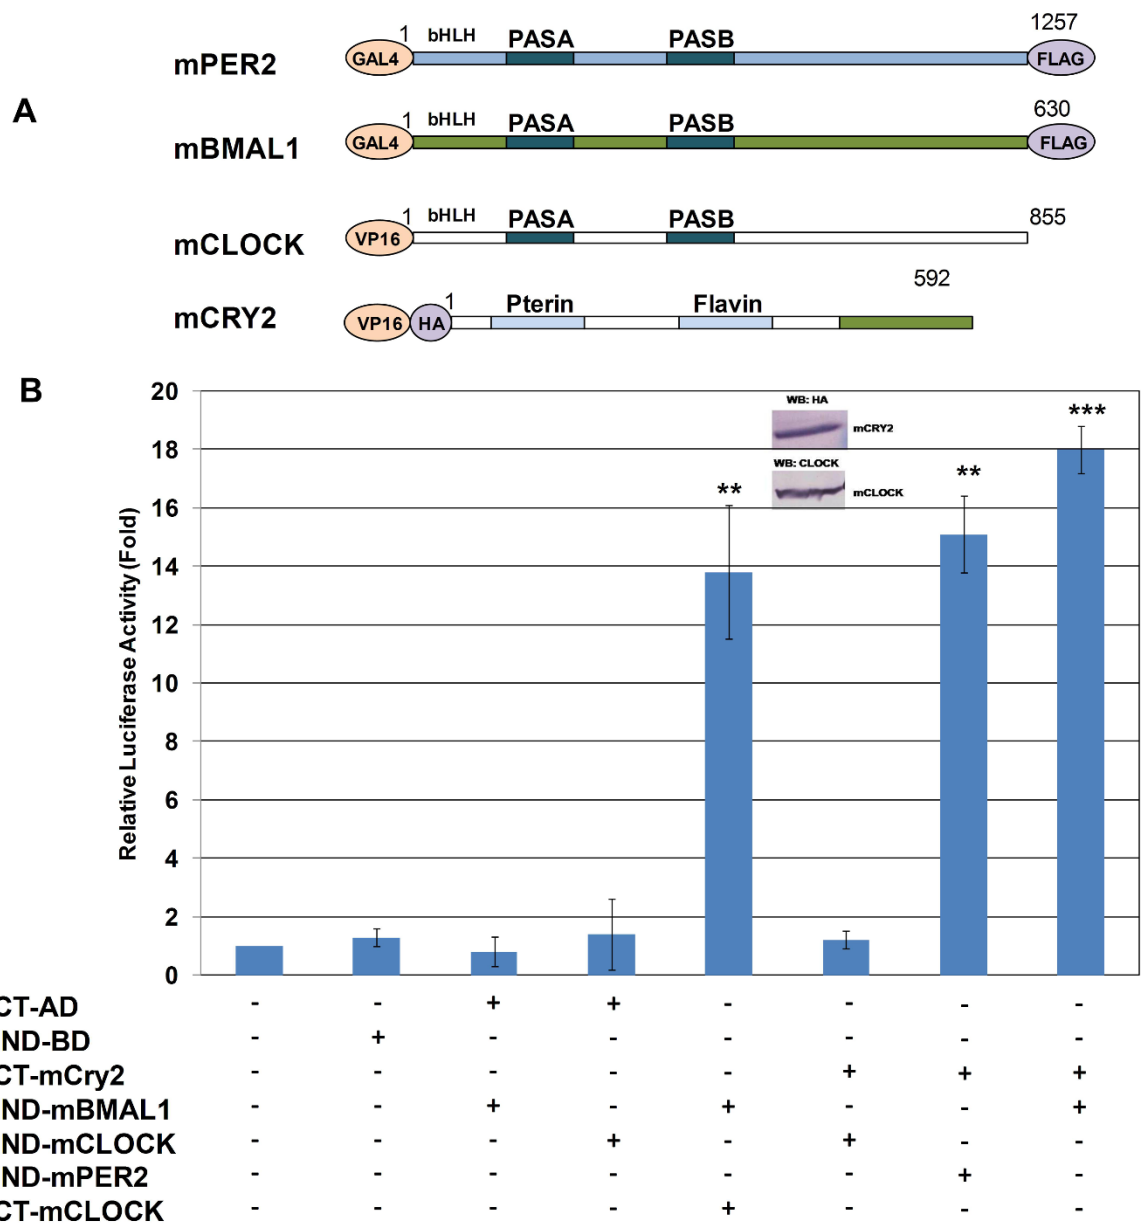 1257
1 bHLH PASA PASB
mPER2 GAL4 FLAG
A
630
1 bHLH PASA PASB
mBMAL1 GAL4 FLAG
1 bHLH PASA PASB 855
mCLOCK VP16
592
1 Pterin Flavin
mCRY2 VP16 HA
B
Relative Luciferase Activity (Fold)
20
18
16
14
12
10
8
6
4
2
0
WB: HA
mCRY2
WB: CLOCK
mCLOCK
**
**
***
CT-AD - - + + - - - -
ND-BD - + - - - - - -
CT-mCry2 - - - - - + + +
ND-mBMAL1 - - + - + - - +
ND-mCLOCK - - - + - + - -
ND-mPER2 - - - - - - + -
CT-mCLOCK - - - - + - - -